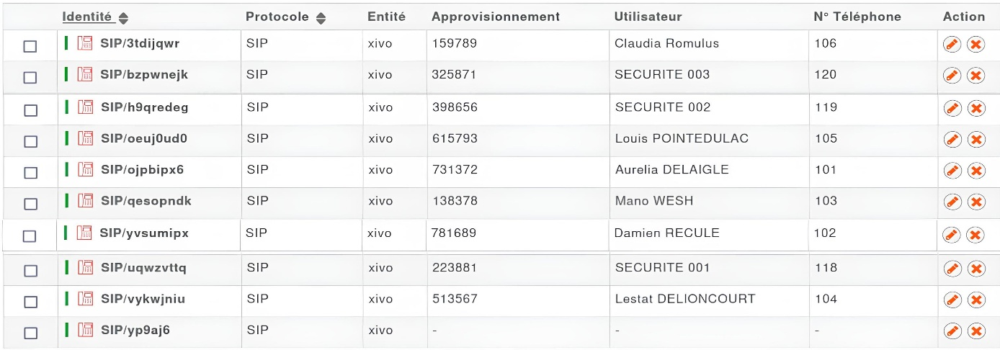 Identité Protocole Entité Approvisionnement Utilisateur N° Téléphone Action
SIP/3tdijqwr SIP xivo 159789 Claudia Romulus 106
SIP/bzpwnejk SIP xivo 325871 SECURITE 003 120
SIP/h9qredeg SIP xivo 398656 SECURITE 002 119
SIP/oeuj0ud0 SIP xivo 615793 Louis POINTEDULAC 105
SIP/ojpbipx6 SIP xivo 731372 Aurelia DELAIGLE 101
SIP/qesopndk SIP xivo 138378 Mano WESH 103
SIP/yvsumipx SIP xivo 781689 Damien RECULE 102
SIP/uqwzvttq SIP xivo 223881 SECURITE 001 118
SIP/vykwjniu SIP xivo 513567 Lestat DELIONCOURT 104
SIP/yp9aj6 SIP xivo - - -